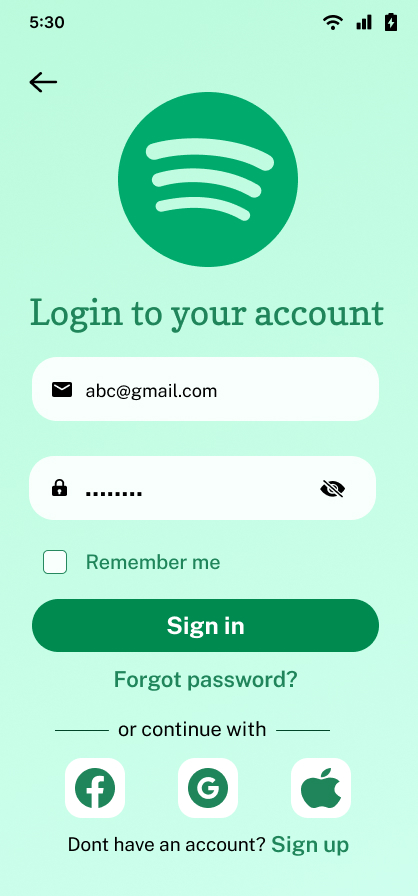 5:30
Login to your account
abc@gmail.com
........
Remember me
Sign in
Forgot password?
or continue with
Dont have an account? Sign up